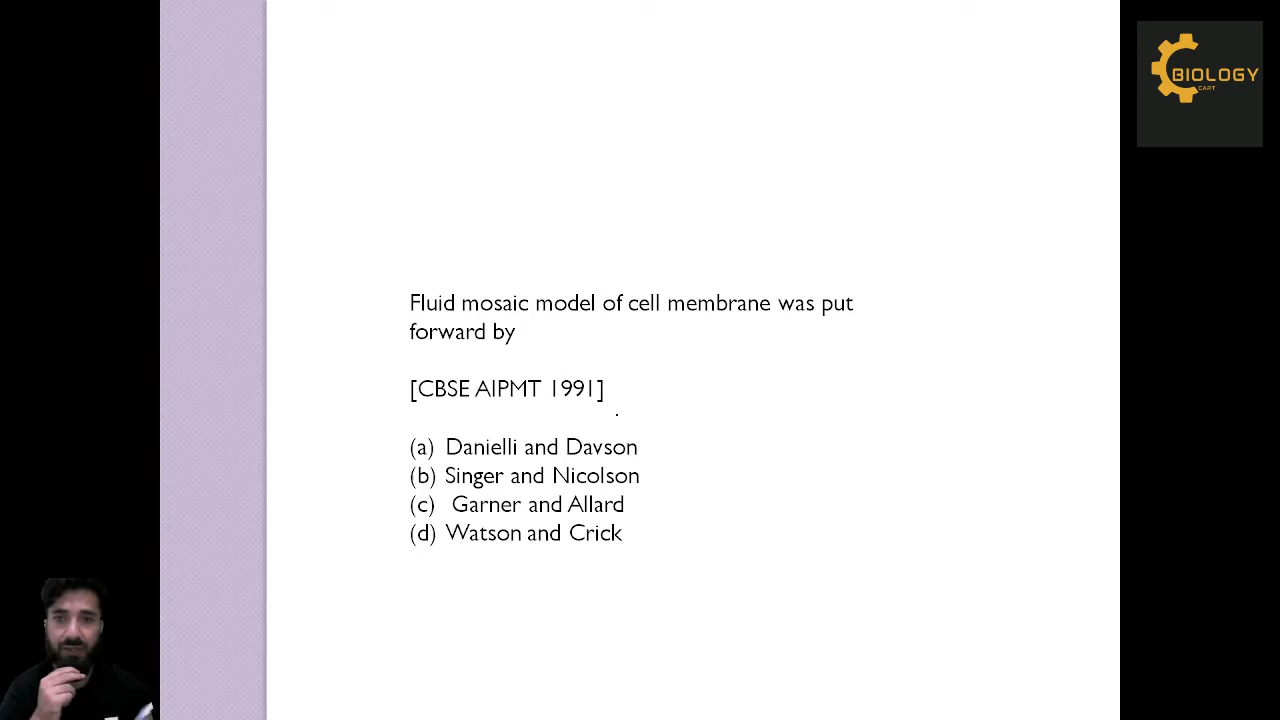 BIOLOGY
CART
Fluid mosaic model of cell membrane was put
forward by
[CBSE AIPMT 1991]
(a) Danielli and Davson
(b) Singer and Nicolson
(c) Garner and Allard
(d) Watson and Crick